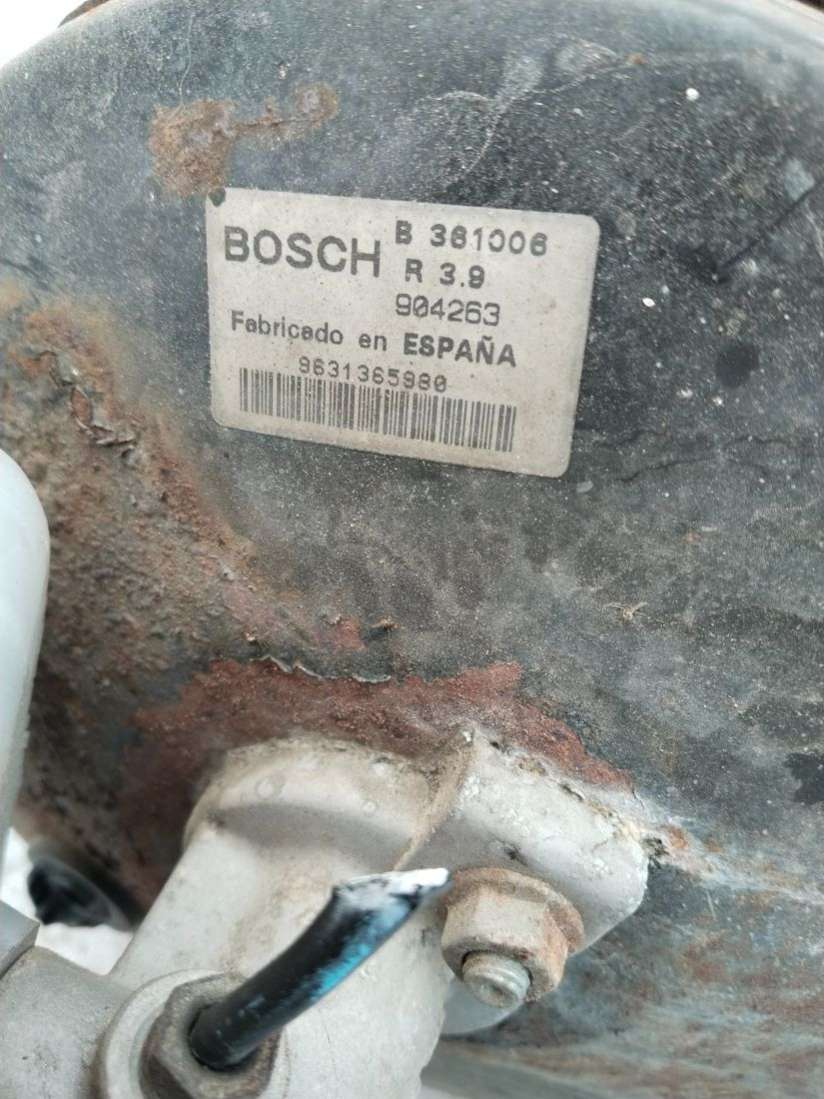 BOSCH B 361006
R 3.9
904263
Fabricado en ESPAÑA
9631365980